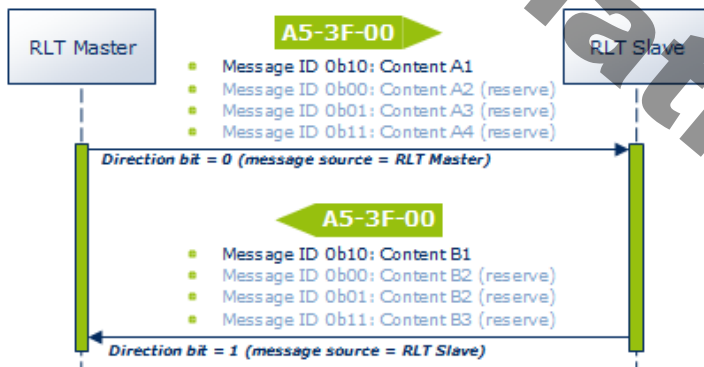 A5-3F-00
RLT Master
RLT Slave
Message ID 0b10: Content A1
Message ID 0b00: Content A2 (reserve)
Message ID 0b01: Content A3 (reserve)
Message ID 0b11: Content A4 (reserve)
Direction bit = 0 (message source = RLT Master)
A5-3F-00
Message ID 0b10: Content B1
Message ID 0b00: Content B2 (reserve)
Message ID 0b01: Content B2 (reserve)
Message ID 0b11: Content B3 (reserve)
Direction bit = 1 (message source = RLT Slave)